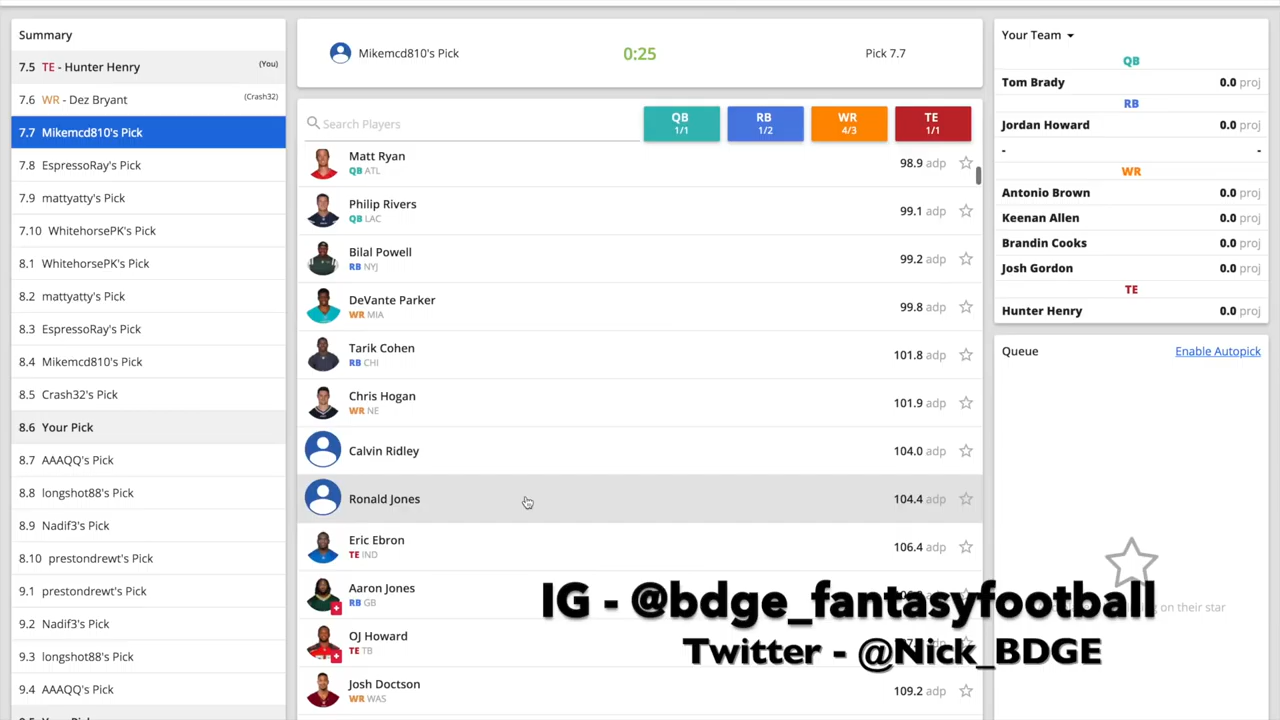 Summary
7.5 TE - Hunter Henry (You)
7.6 WR - Dez Bryant (Crash32)
7.7 Mikemcd810's Pick
7.8 EspressoRay's Pick
7.9 mattyatty's Pick
7.10 WhitehorsePK's Pick
8.1 WhitehorsePK's Pick
8.2 mattyatty's Pick
8.3 EspressoRay's Pick
8.4 Mikemcd810's Pick
8.5 Crash32's Pick
8.6 Your Pick
8.7 AAAQQ's Pick
8.8 longshot88's Pick
8.9 Nadif3's Pick
8.10 prestondrewt's Pick
9.1 prestondrewt's Pick
9.2 Nadif3's Pick
9.3 longshot88's Pick
9.4 AAAQQ's Pick
Mikemcd810's Pick 0:25 Pick 7.7
Search Players
QB
1/1
RB
1/2
WR
4/3
TE
1/1
Matt Ryan
QB ATL
98.9 adp
Philip Rivers
QB LAC
99.1 adp
Bilal Powell
RB NYJ
99.2 adp
DeVante Parker
WR MIA
99.8 adp
Tarik Cohen
RB CHI
101.8 adp
Chris Hogan
WR NE
101.9 adp
Calvin Ridley 104.0 adp
Ronald Jones 104.4 adp
Eric Ebron
TE IND
106.4 adp
Aaron Jones
RB GB
OJ Howard
TE TB
Josh Doctson
WR WAS
109.2 adp
Your Team
QB
Tom Brady 0.0 proj
RB
Jordan Howard 0.0 proj
- -
WR
Antonio Brown 0.0 proj
Keenan Allen 0.0 proj
Brandin Cooks 0.0 proj
Josh Gordon 0.0 proj
TE
Hunter Henry 0.0 proj
Queue Enable Autopick
on their star
IG - @bdge_fantasyfootball
Twitter - @Nick_BDGE